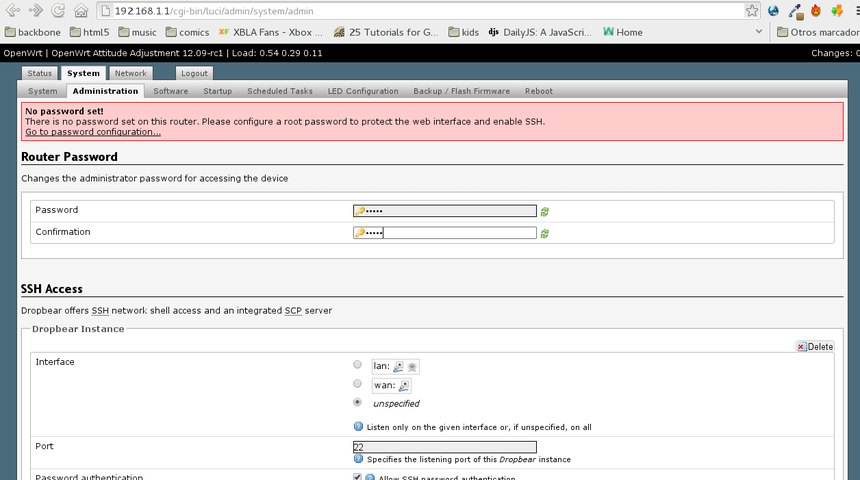 192.168.1.1/cgi-bin/luci/admin/system/admin
backbone html5 music comics XBLA Fans - Xbox ... 25 Tutorials for G... kids djs DailyJS: A JavaScri... W Home Otros marcador
OpenWrt | OpenWrt Attitude Adjustment 12.09-rc1 | Load: 0.54 0.29 0.11 Changes: 0
Status System Network Logout
System Administration Software Startup Scheduled Tasks LED Configuration Backup / Flash Firmware Reboot
No password set!
There is no password set on this router. Please configure a root password to protect the web interface and enable SSH.
Go to password configuration...
Router Password
Changes the administrator password for accessing the device
Password •••••
Confirmation •••••
SSH Access
Dropbear offers SSH network shell access and an integrated SCP server
Dropbear Instance
Delete
Interface lan:
wan:
unspecified
Listen only on the given interface or, if unspecified, on all
Port 22
Specifies the listening port of this Dropbear instance
Password authentication Allow SSH password authentication